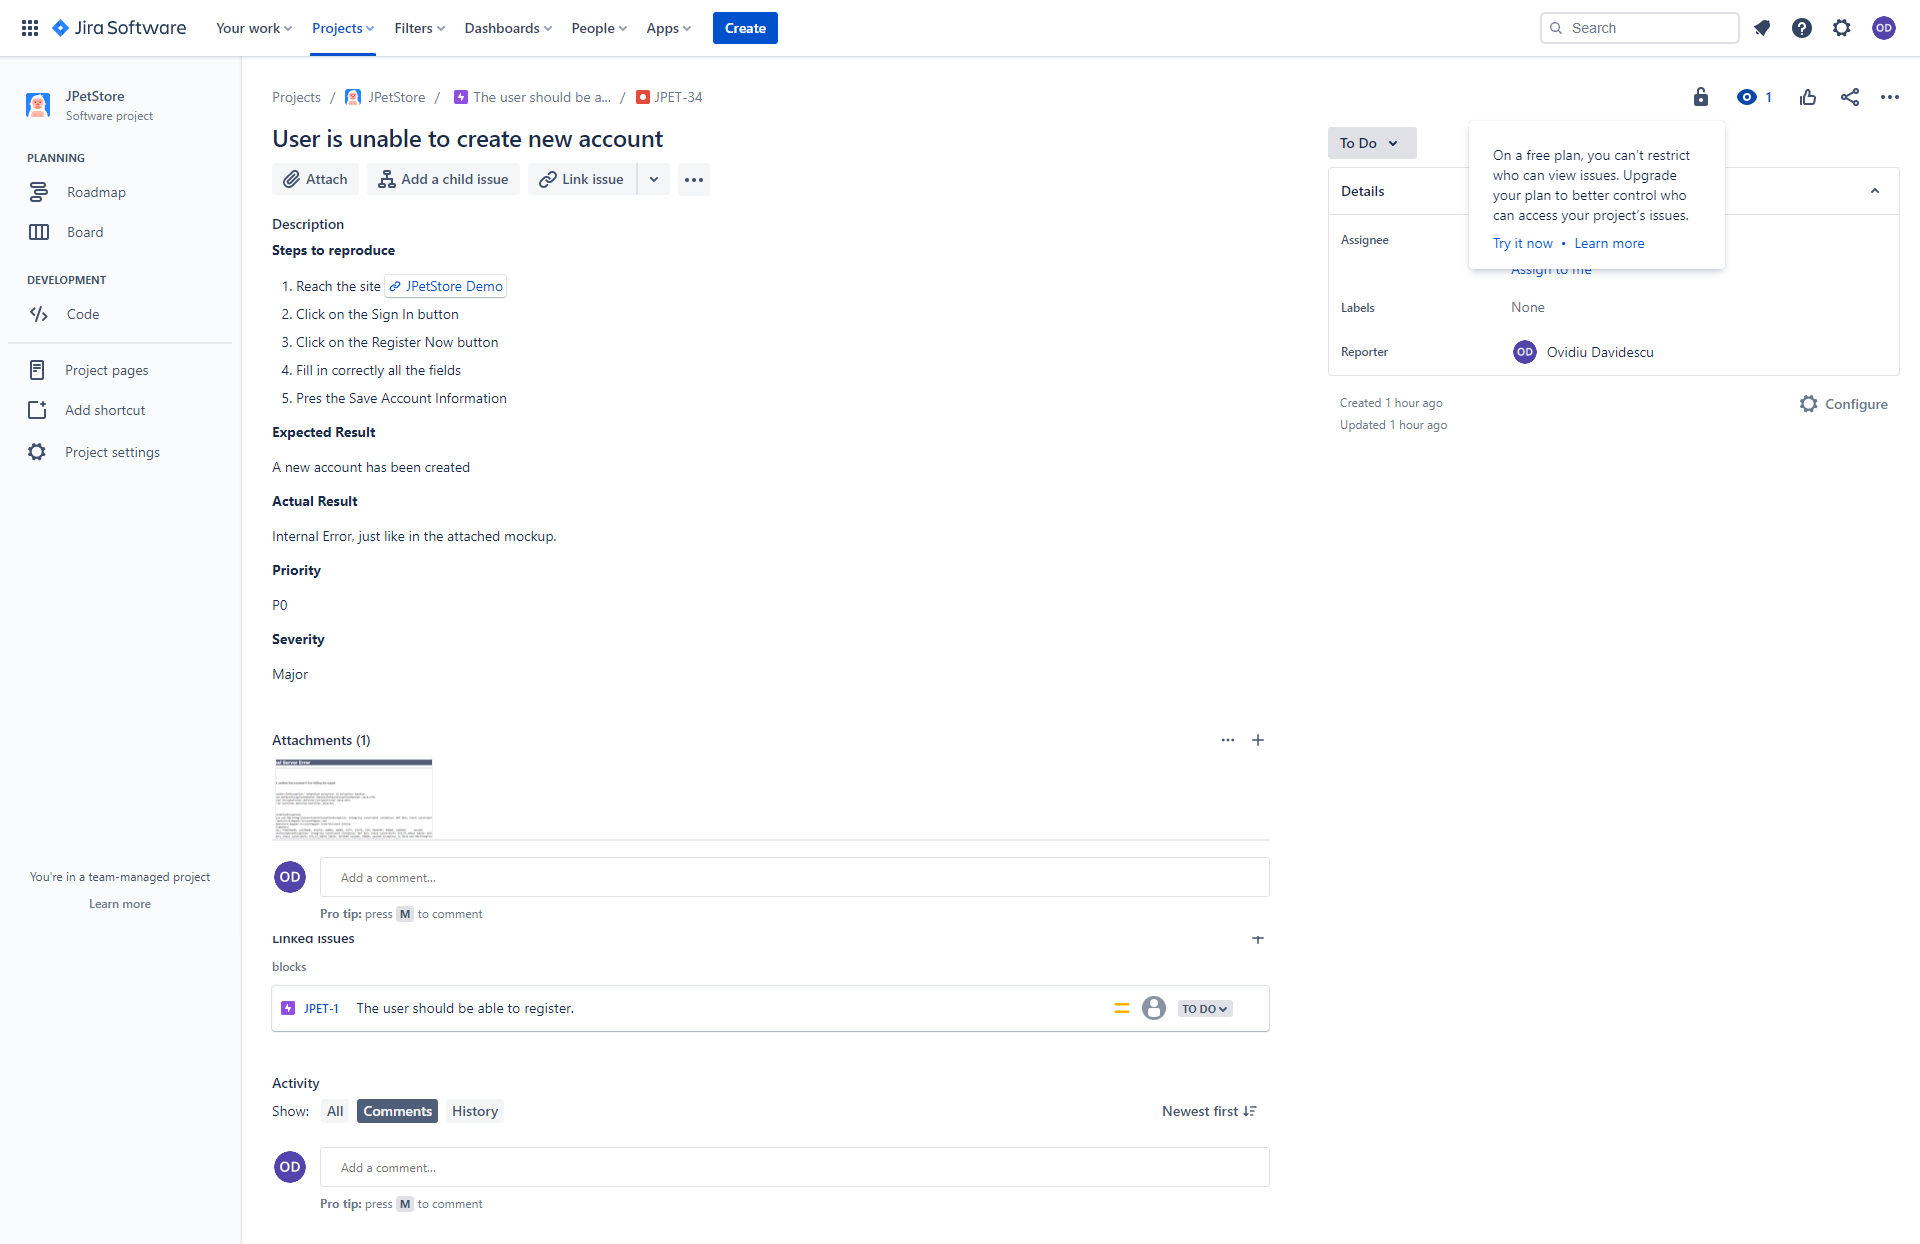 Jira Software
Your work
Projects
Filters
Dashboards
People
Apps
Create
Search
OD
JPetStore
Software project
PLANNING
Roadmap
Board
DEVELOPMENT
Code
Project pages
Add shortcut
Project settings
You're in a team-managed project
Learn more
Projects / JPetStore / The user should be a... / JPET-34
1
User is unable to create new account
Attach
Add a child issue
Link issue
Description
Steps to reproduce
1. Reach the site JPetStore Demo
2. Click on the Sign In button
3. Click on the Register Now button
4. Fill in correctly all the fields
5. Pres the Save Account Information
Expected Result
A new account has been created
Actual Result
Internal Error, just like in the attached mockup.
Priority
P0
Severity
Major
Attachments (1)
al Server Error
OD
Add a comment...
Pro tip: press M to comment
Linked issues
blocks
JPET-1 The user should be able to register.
TO DO
Activity
Show: All Comments History
Newest first
OD
Add a comment...
Pro tip: press M to comment
To Do
On a free plan, you can't restrict
who can view issues. Upgrade
your plan to better control who
can access your project's issues.
Try it now • Learn more
Details
Assignee
Assign to me
Labels
None
Reporter
OD Ovidiu Davidescu
Created 1 hour ago
Updated 1 hour ago
Configure